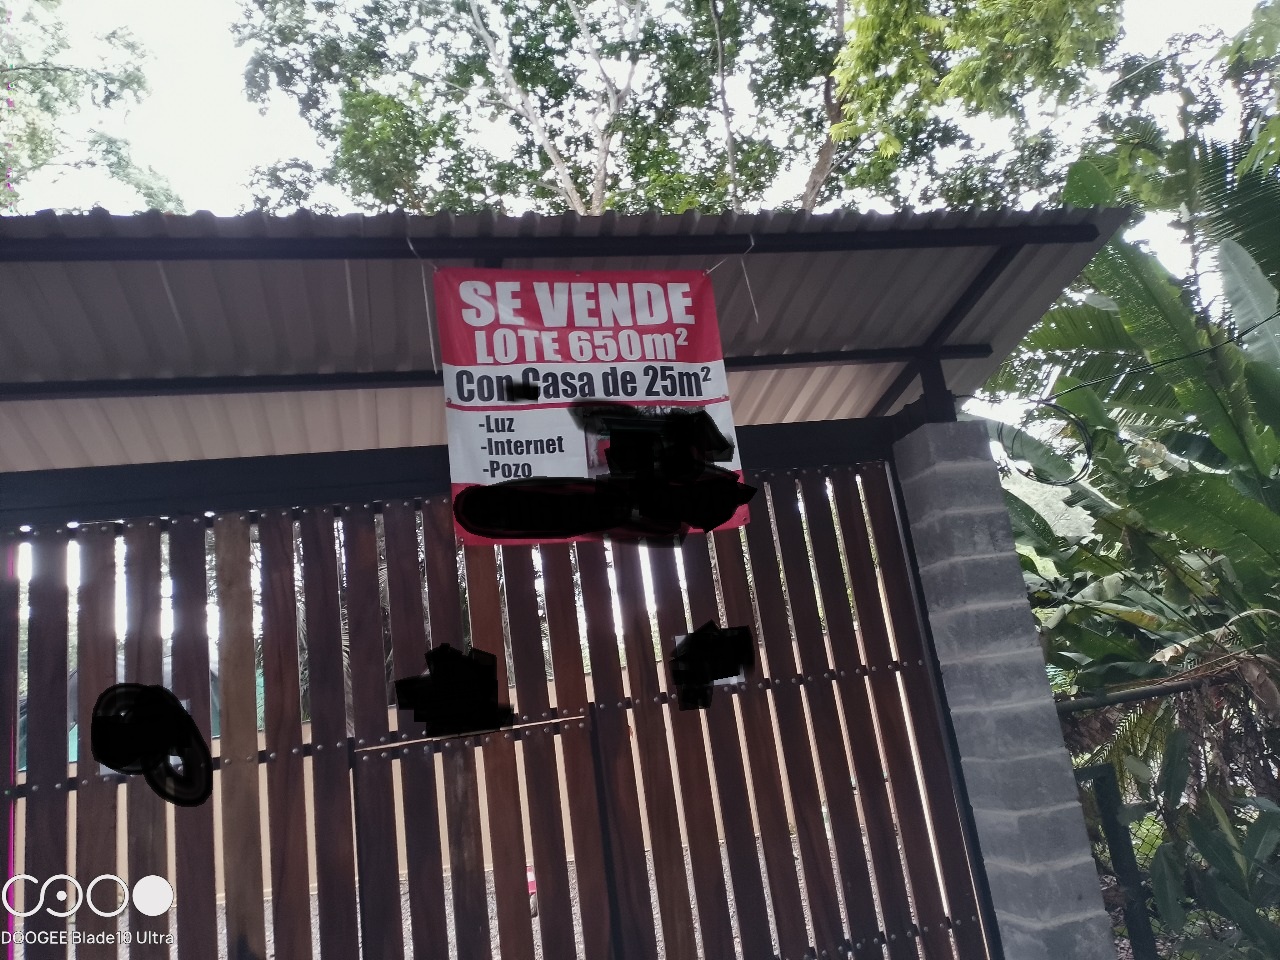 SE VENDE
LOTE 650m²
Con Casa de 25m²
-Luz
-Internet
-Pozo
DOOGEE Blade10 Ultra